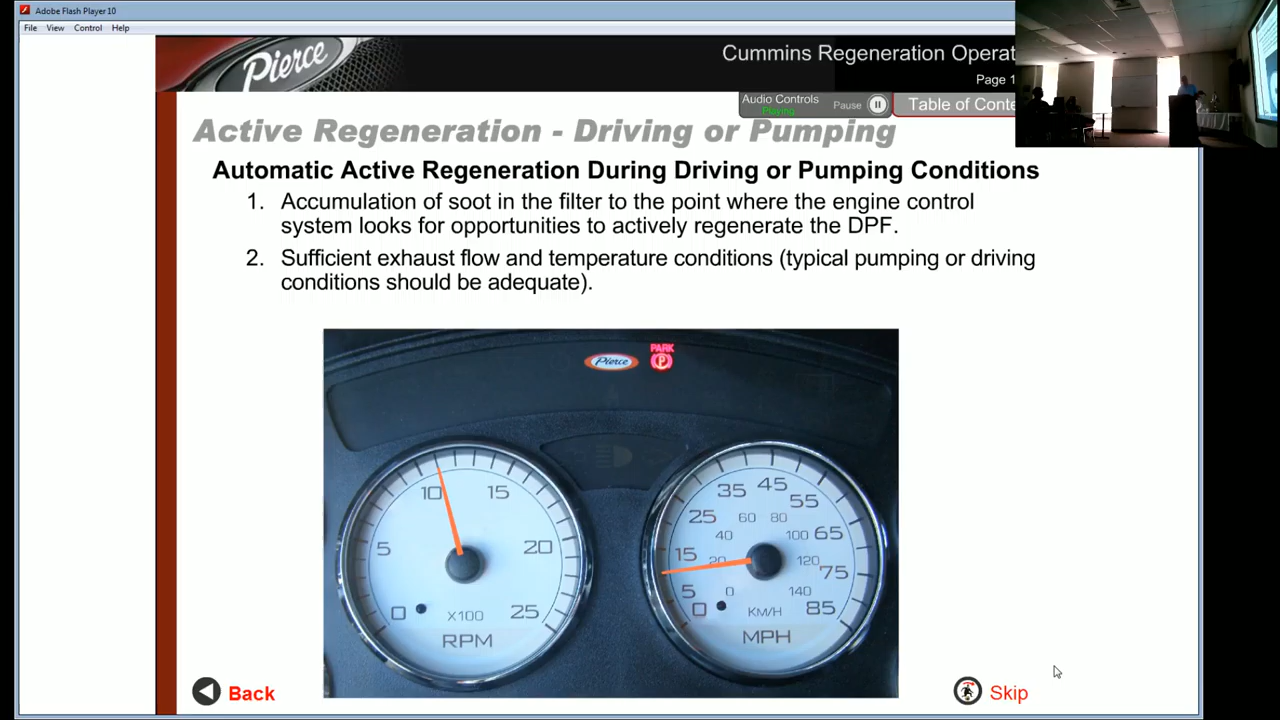 Adobe Flash Player 10
File View Control Help
Pierce
Cummins Regeneration Operat
Page 1
Audio Controls
Playing
Pause
Table of Conte
Active Regeneration - Driving or Pumping
Automatic Active Regeneration During Driving or Pumping Conditions
1. Accumulation of soot in the filter to the point where the engine control
system looks for opportunities to actively regenerate the DPF.
2. Sufficient exhaust flow and temperature conditions (typical pumping or driving
conditions should be adequate).
Pierce
PARK
P
0 5 10 15 20 25
X100
RPM
0 5 15 25 35 45 55 65 75 85
0 20 40 60 80 100 120 140
KM/H
MPH
Back
Skip